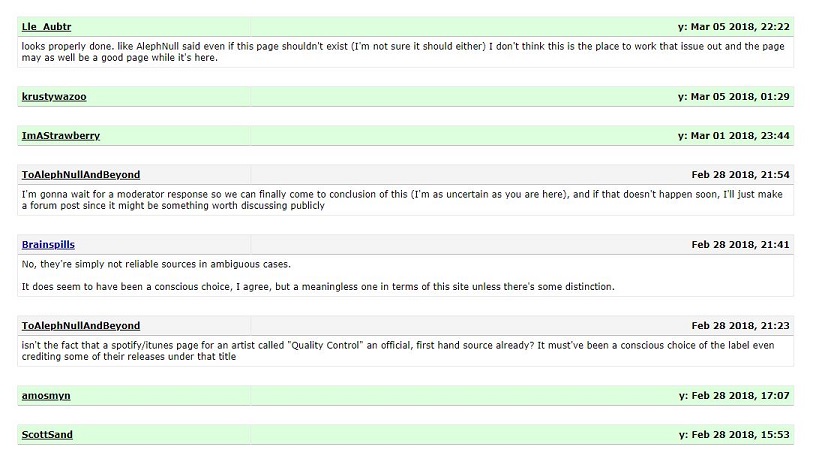 Lle_Aubtr y: Mar 05 2018, 22:22
looks properly done. like AlephNull said even if this page shouldn't exist (I'm not sure it should either) I don't think this is the place to work that issue out and the page
may as well be a good page while it's here.
krustywazoo y: Mar 05 2018, 01:29
ImAStrawberry y: Mar 01 2018, 23:44
ToAlephNullAndBeyond Feb 28 2018, 21:54
I'm gonna wait for a moderator response so we can finally come to conclusion of this (I'm as uncertain as you are here), and if that doesn't happen soon, I'll just make
a forum post since it might be something worth discussing publicly
Brainspills Feb 28 2018, 21:41
No, they're simply not reliable sources in ambiguous cases.
It does seem to have been a conscious choice, I agree, but a meaningless one in terms of this site unless there's some distinction.
ToAlephNullAndBeyond Feb 28 2018, 21:23
isn't the fact that a spotify/itunes page for an artist called "Quality Control" an official, first hand source already? It must've been a conscious choice of the label even
crediting some of their releases under that title
amosmyn y: Feb 28 2018, 17:07
ScottSand y: Feb 28 2018, 15:53